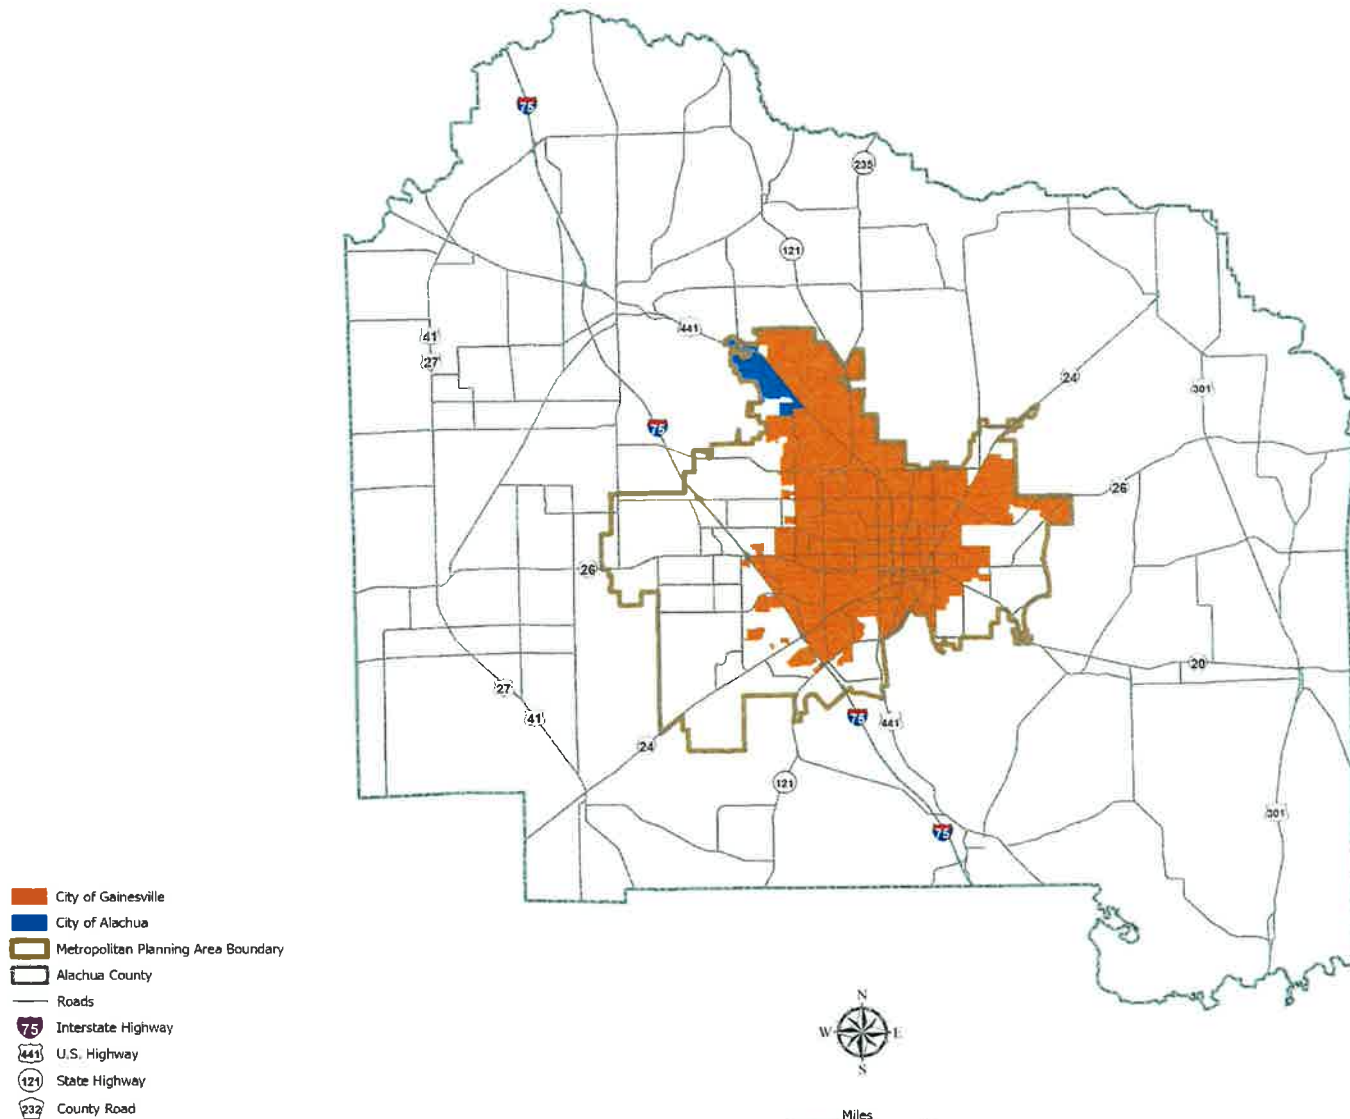 75
235
121
441
41
27
24
301
75
26
26
20
27
41
24
75
441
121
75
301
City of Gainesville
City of Alachua
Metropolitan Planning Area Boundary
Alachua County
Roads
75 Interstate Highway
441 U.S. Highway
121 State Highway
232 County Road
N
W E
S
Miles